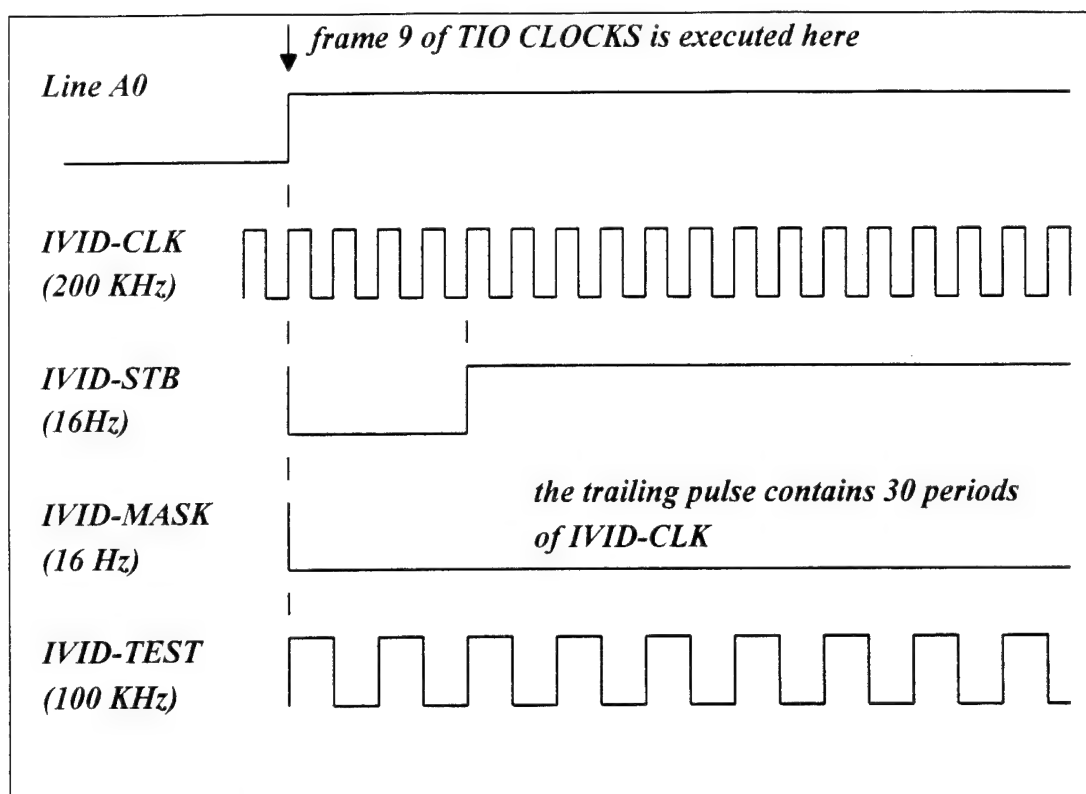 frame 9 of TIO CLOCKS is executed here
Line A0
IVID-CLK
(200 KHz)
IVID-STB
(16Hz)
the trailing pulse contains 30 periods
of IVID-CLK
IVID-MASK
(16 Hz)
IVID-TEST
(100 KHz)